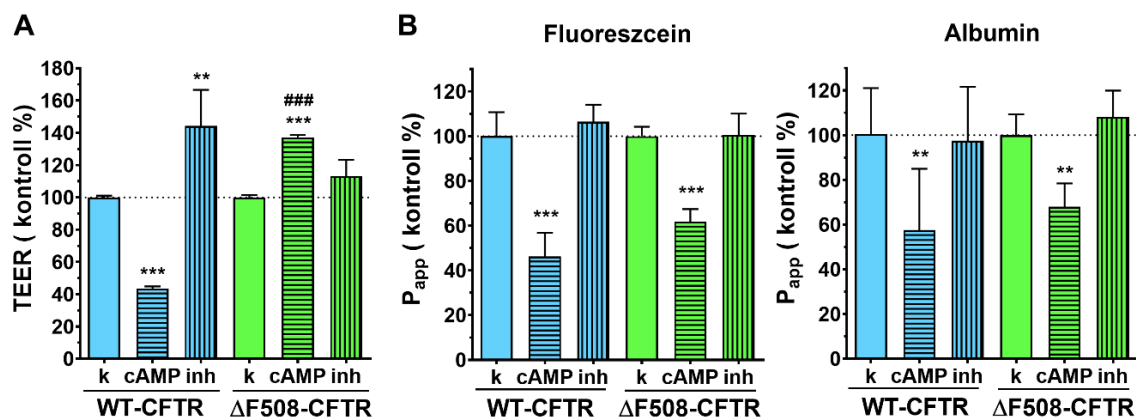 A
TEER ( kontroll %)
180
160
140
120
100
80
60
40
20
0
***
**
###
***
k cAMP inh k cAMP inh
WT-CFTR ΔF508-CFTR
B
Fluoreszcein
Papp ( kontroll %)
120
100
80
60
40
20
0
***
***
k cAMP inh k cAMP inh
WT-CFTR ΔF508-CFTR
Albumin
Papp ( kontroll %)
120
100
80
60
40
20
0
**
**
k cAMP inh k cAMP inh
WT-CFTR ΔF508-CFTR